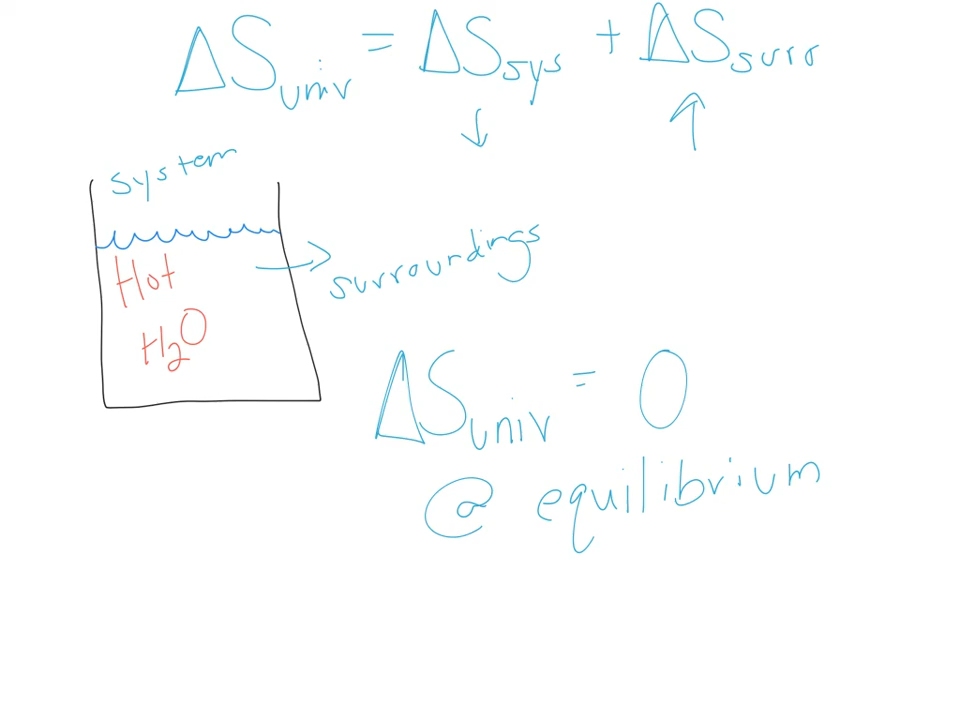 ΔSuniv = ΔSsys + ΔSsurr
↓ ↑
system
Hot → surroundings
H2O
ΔSuniv = 0
@ equilibrium